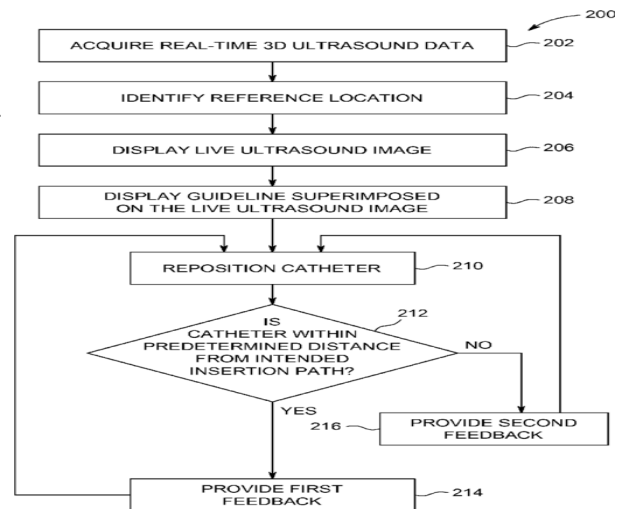 200
ACQUIRE REAL-TIME 3D ULTRASOUND DATA
202
IDENTIFY REFERENCE LOCATION
204
DISPLAY LIVE ULTRASOUND IMAGE
206
DISPLAY GUIDELINE SUPERIMPOSED
ON THE LIVE ULTRASOUND IMAGE
208
REPOSITION CATHETER
210
212
IS
CATHETER WITHIN
PREDETERMINED DISTANCE
FROM INTENDED
INSERTION PATH?
NO
YES
216
PROVIDE SECOND
FEEDBACK
PROVIDE FIRST
FEEDBACK
214